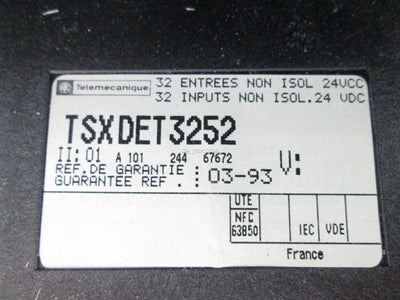 Telemecanique
32 ENTREES NON ISOL 24VCC
32 INPUTS NON ISOL.24 VDC
TSXDET3252
II: 01 A 101 244 67672
V:
REF.DE GARANTIE :
GUARANTEE REF . : 03-93
UTE
NFC
63850
IEC VDE
France